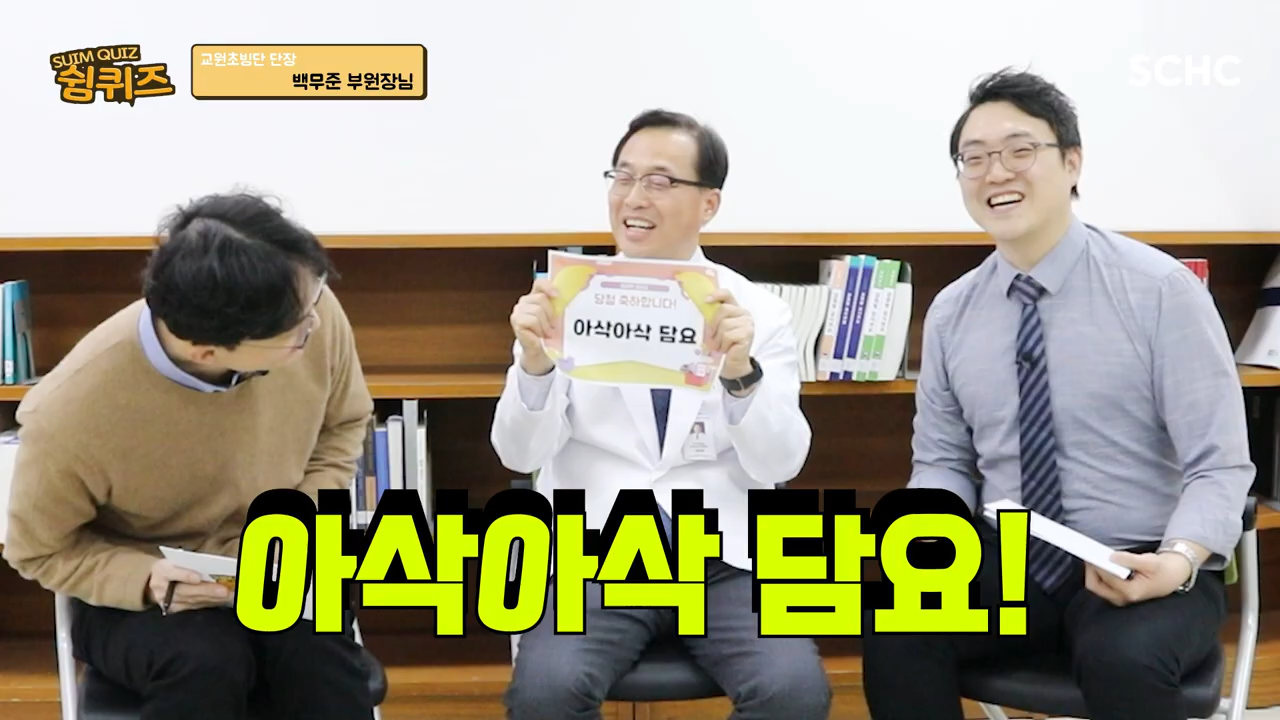 SUIM QUIZ
쉼퀴즈
교원초빙단 단장
백무준 부원장님
SCHC
당첨 축하합니다!
아삭아삭 담요
아삭아삭 담요!